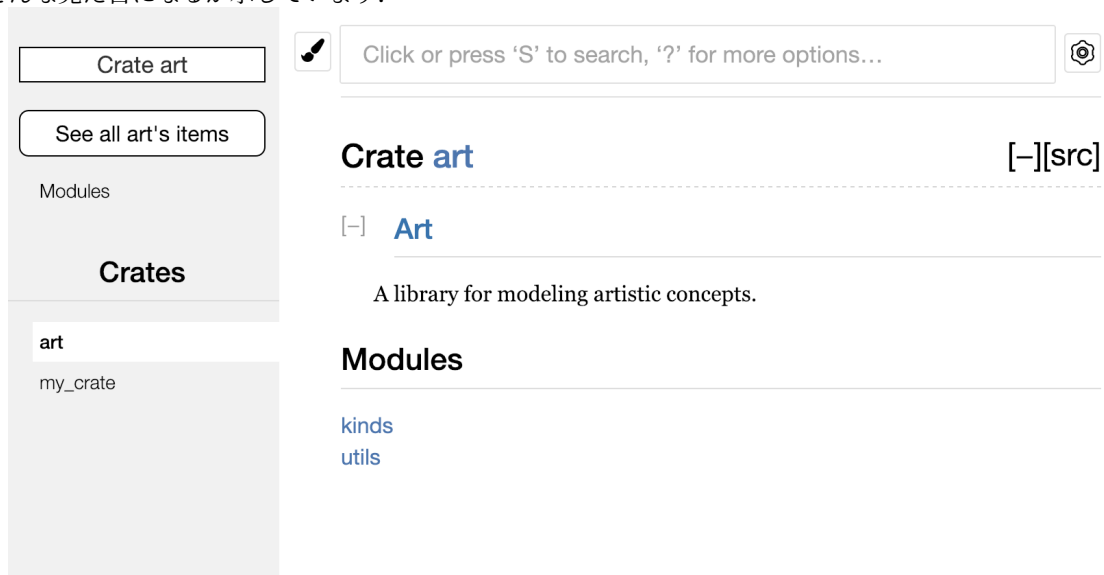 Crate art
See all art's items
Modules
Crates
art
my_crate
Click or press ‘S’ to search, ‘?’ for more options…
Crate art
[−][src]
[−] Art
A library for modeling artistic concepts.
Modules
kinds
utils